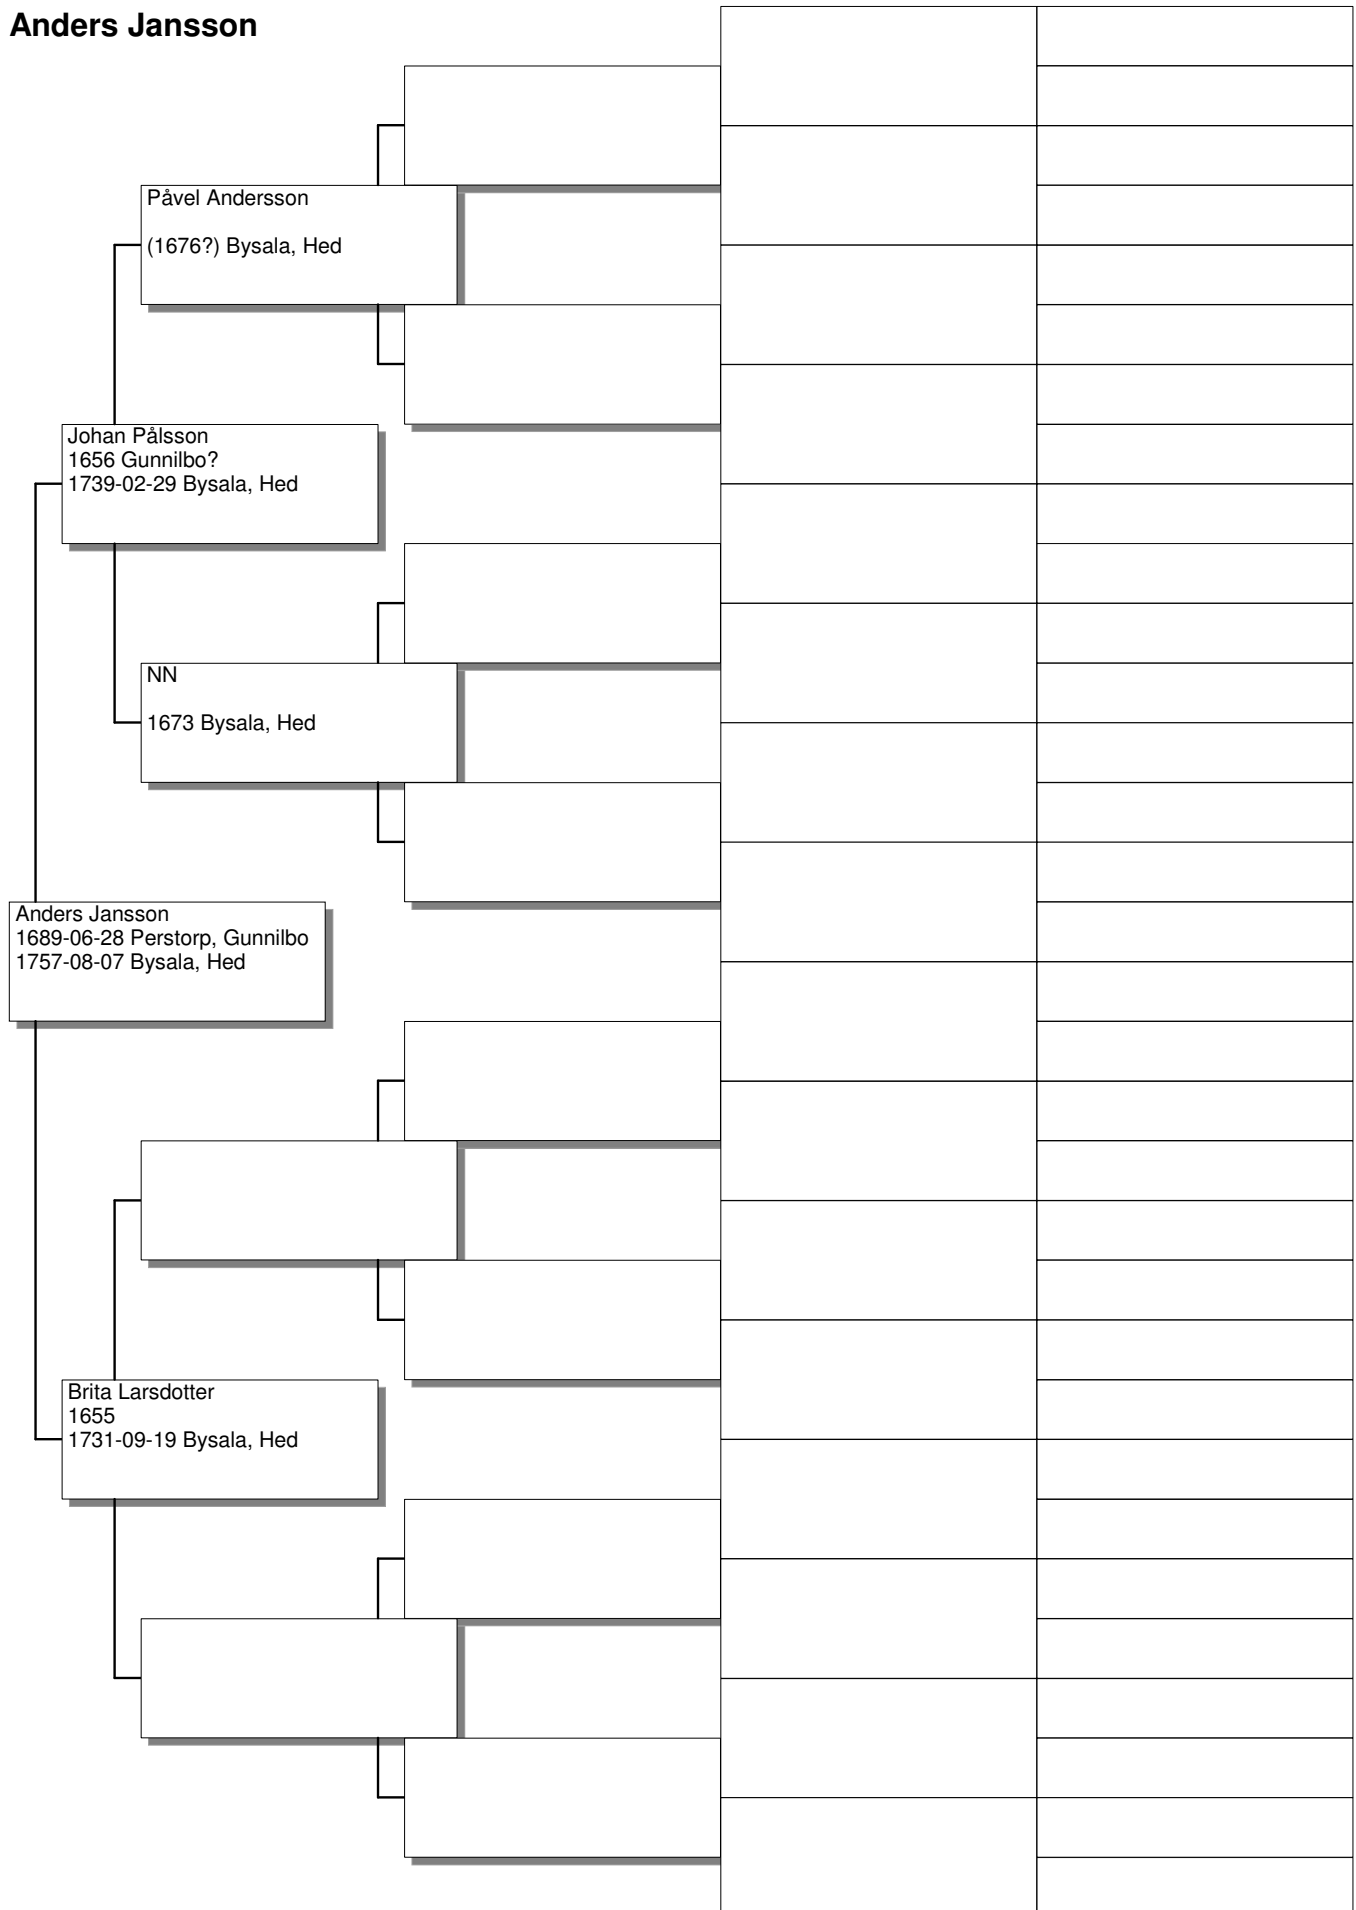 Anders Jansson
Påvel Andersson
(1676?) Bysala, Hed
Johan Pålsson
1656 Gunnilbo?
1739-02-29 Bysala, Hed
NN
1673 Bysala, Hed
Anders Jansson
1689-06-28 Perstorp, Gunnilbo
1757-08-07 Bysala, Hed
Brita Larsdotter
1655
1731-09-19 Bysala, Hed